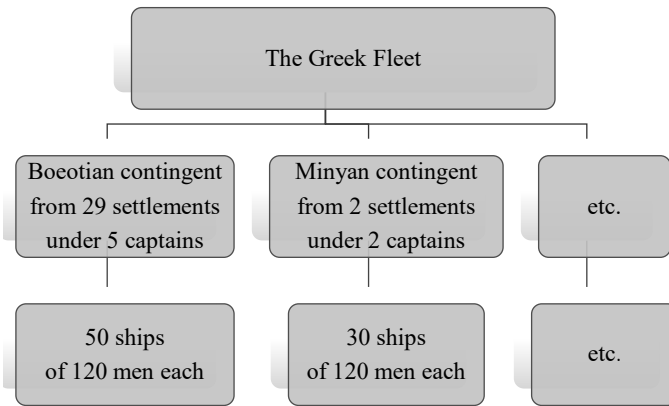 The Greek Fleet
Boeotian contingent
from 29 settlements
under 5 captains
Minyan contingent
from 2 settlements
under 2 captains
etc.
50 ships
of 120 men each
30 ships
of 120 men each
etc.